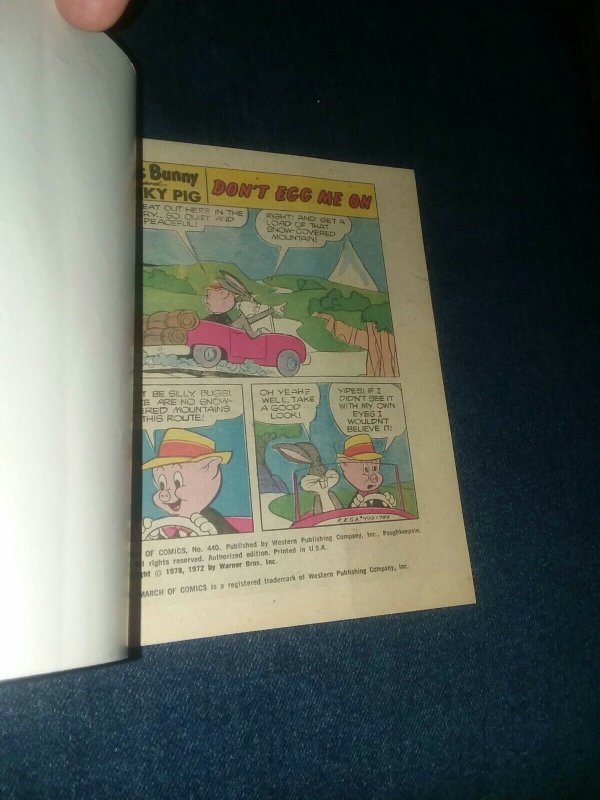 Bunny
and
KY PIG
DON'T EGG ME ON
EAT OUT HERE IN THE
RY... SO QUIET AND
PEACEFUL!
RIGHT! AND GET A
LOAD OF THAT
SNOW-COVERED
MOUNTAIN!
T BE SILLY BUGS!
RE ARE NO SNOW-
ERED MOUNTAINS
THIS ROUTE!
OH YEAH?
WELL, TAKE
A GOOD
LOOK!
YIPES! IF I
DIDN'T SEE IT
WITH MY OWN
EYES I
WOULDN'T
BELIEVE IT!
OF COMICS, No. 440. Published by Western Publishing Company, Inc., Poughkeepsie,
ll rights reserved. Authorized edition. Printed in U.S.A.
ght © 1978, 1972 by Warner Bros. Inc.
MARCH OF COMICS is a registered trademark of Western Publishing Company, Inc.